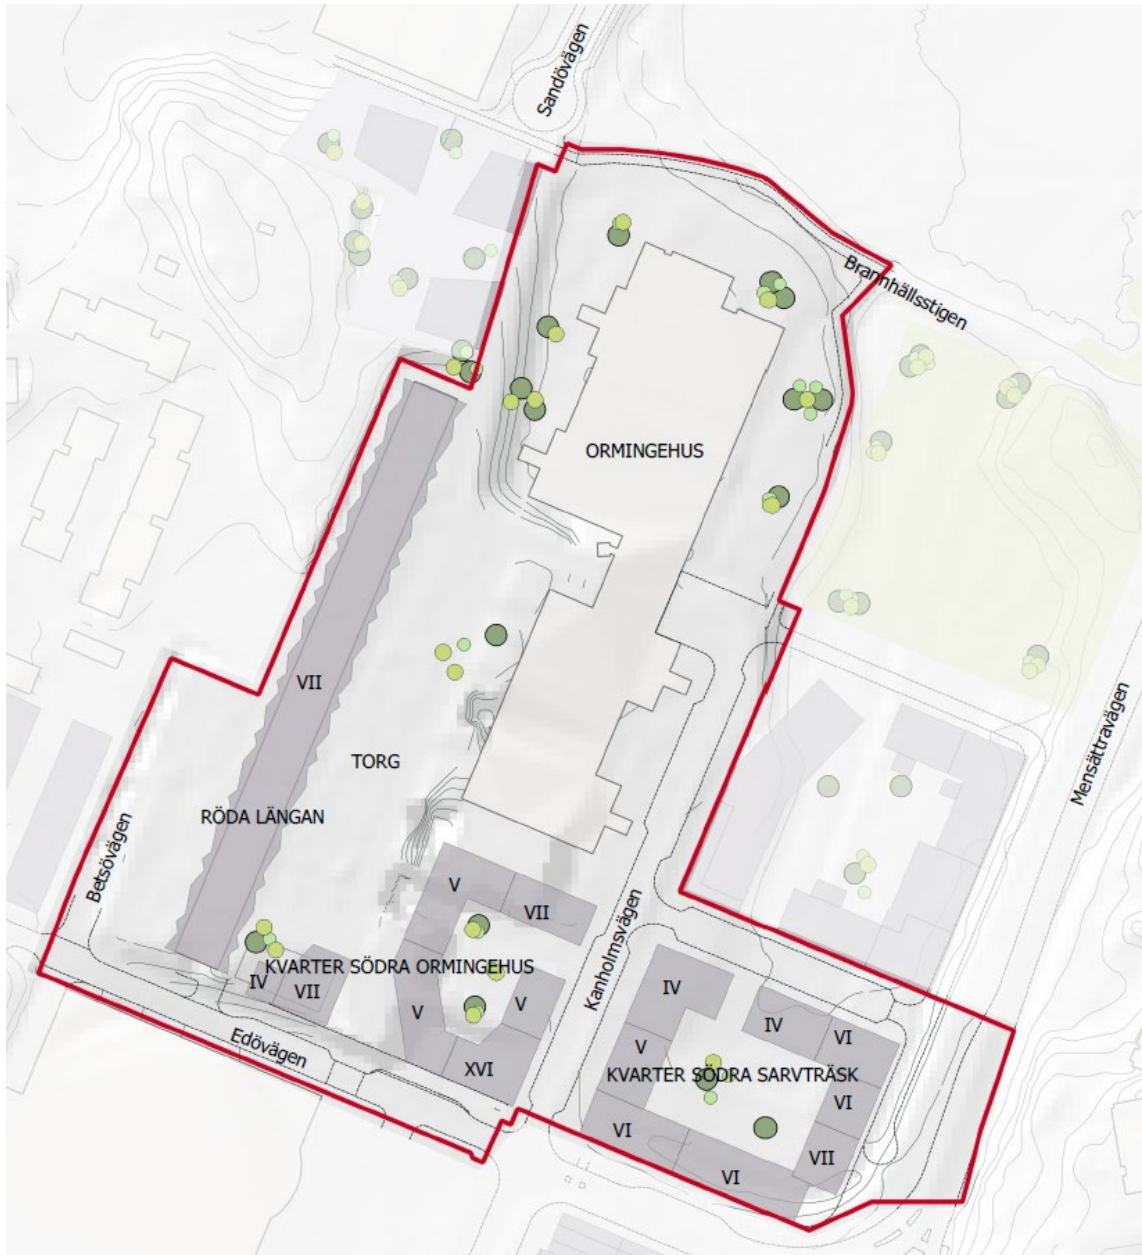 Sandövägen
Brannhällsstigen
ORMINGEHUS
VII
TORG
Mensättravägen
RÖDA LÄNGAN
Betsövägen
V
VII
Kanholmsvägen
KVARTER SÖDRA ORMINGEHUS
IV
VII
V
V
IV
IV
VI
Edövägen
XVI
V
KVARTER SÖDRA SARVTRÄSK
VI
VI
VII
VI